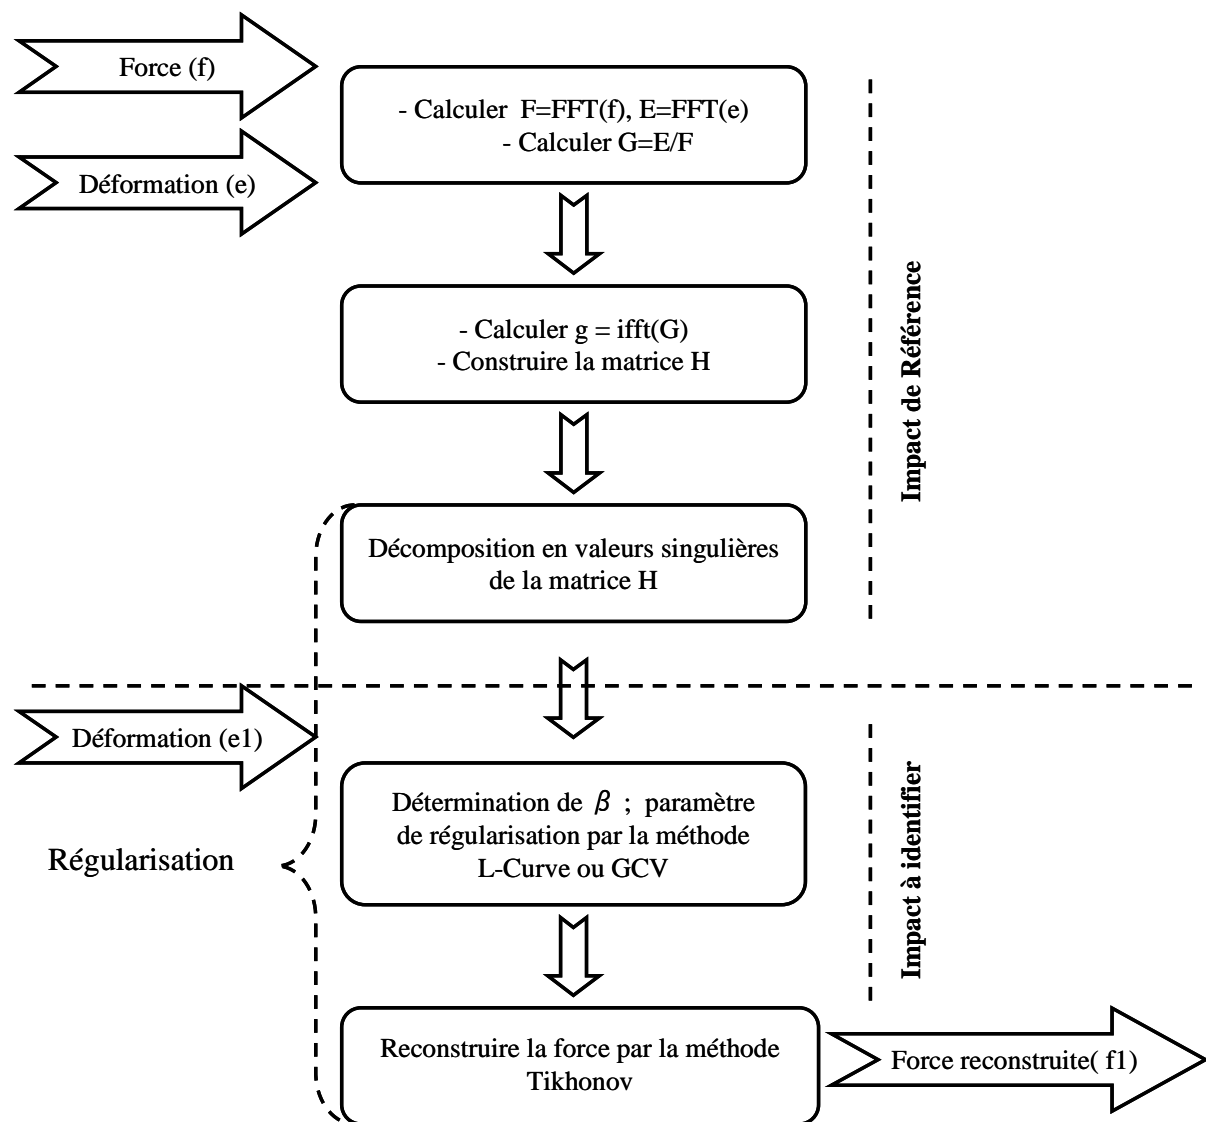 Force (f)
- Calculer F=FFT(f), E=FFT(e)
- Calculer G=E/F
Déformation (e)
- Calculer g = ifft(G)
- Construire la matrice H
Impact de Référence
Décomposition en valeurs singulières
de la matrice H
Déformation (e1)
Détermination de β ; paramètre
de régularisation par la méthode
L-Curve ou GCV
Régularisation
Impact à identifier
Reconstruire la force par la méthode
Tikhonov
Force reconstruite( f1)